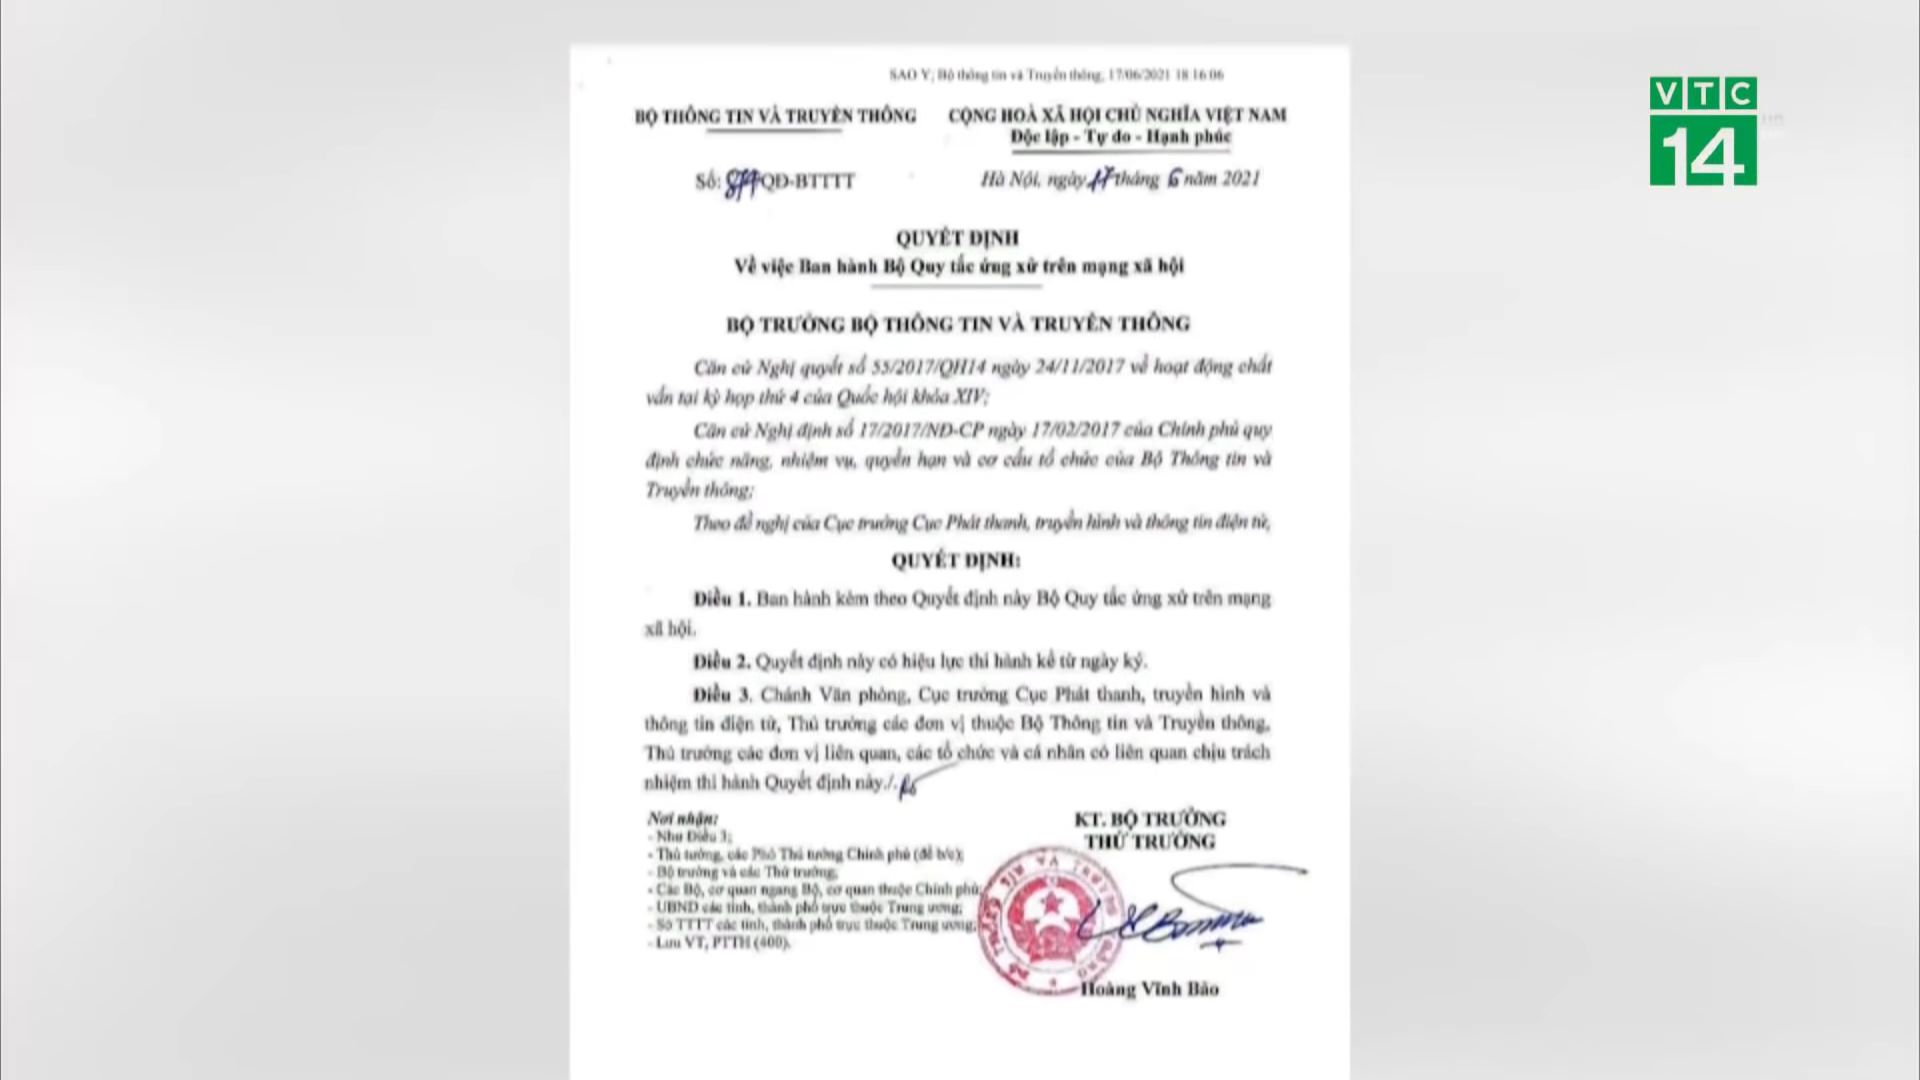 SAO Y; Bộ thông tin và Truyền thông, 17/06/2021 18:16:06
VTC
14
BỘ THÔNG TIN VÀ TRUYỀN THÔNG
CỘNG HOÀ XÃ HỘI CHỦ NGHĨA VIỆT NAM
Độc lập - Tự do - Hạnh phúc
Số: 874/QĐ-BTTTT
Hà Nội, ngày 17 tháng 6 năm 2021
QUYẾT ĐỊNH
Về việc Ban hành Bộ Quy tắc ứng xử trên mạng xã hội
BỘ TRƯỞNG BỘ THÔNG TIN VÀ TRUYỀN THÔNG
Căn cứ Nghị quyết số 55/2017/QH14 ngày 24/11/2017 về hoạt động chất
vấn tại kỳ họp thứ 4 của Quốc hội khóa XIV;
Căn cứ Nghị định số 17/2017/NĐ-CP ngày 17/02/2017 của Chính phủ quy
định chức năng, nhiệm vụ, quyền hạn và cơ cấu tổ chức của Bộ Thông tin và
Truyền thông;
Theo đề nghị của Cục trưởng Cục Phát thanh, truyền hình và thông tin điện tử,
QUYẾT ĐỊNH:
Điều 1. Ban hành kèm theo Quyết định này Bộ Quy tắc ứng xử trên mạng
xã hội.
Điều 2. Quyết định này có hiệu lực thi hành kể từ ngày ký.
Điều 3. Chánh Văn phòng, Cục trưởng Cục Phát thanh, truyền hình và
thông tin điện tử, Thủ trưởng các đơn vị thuộc Bộ Thông tin và Truyền thông,
Thủ trưởng các đơn vị liên quan, các tổ chức và cá nhân có liên quan chịu trách
nhiệm thi hành Quyết định này./.
Nơi nhận:
- Như Điều 3;
- Thủ tướng, các Phó Thủ tướng Chính phủ (để b/c);
- Bộ trưởng và các Thứ trưởng;
- Các Bộ, cơ quan ngang Bộ, cơ quan thuộc Chính phủ;
- UBND các tỉnh, thành phố trực thuộc Trung ương;
- Sở TTTT các tỉnh, thành phố trực thuộc Trung ương;
- Lưu VT, PTTH (400).
KT. BỘ TRƯỞNG
THỨ TRƯỞNG
Hoàng Vĩnh Bảo